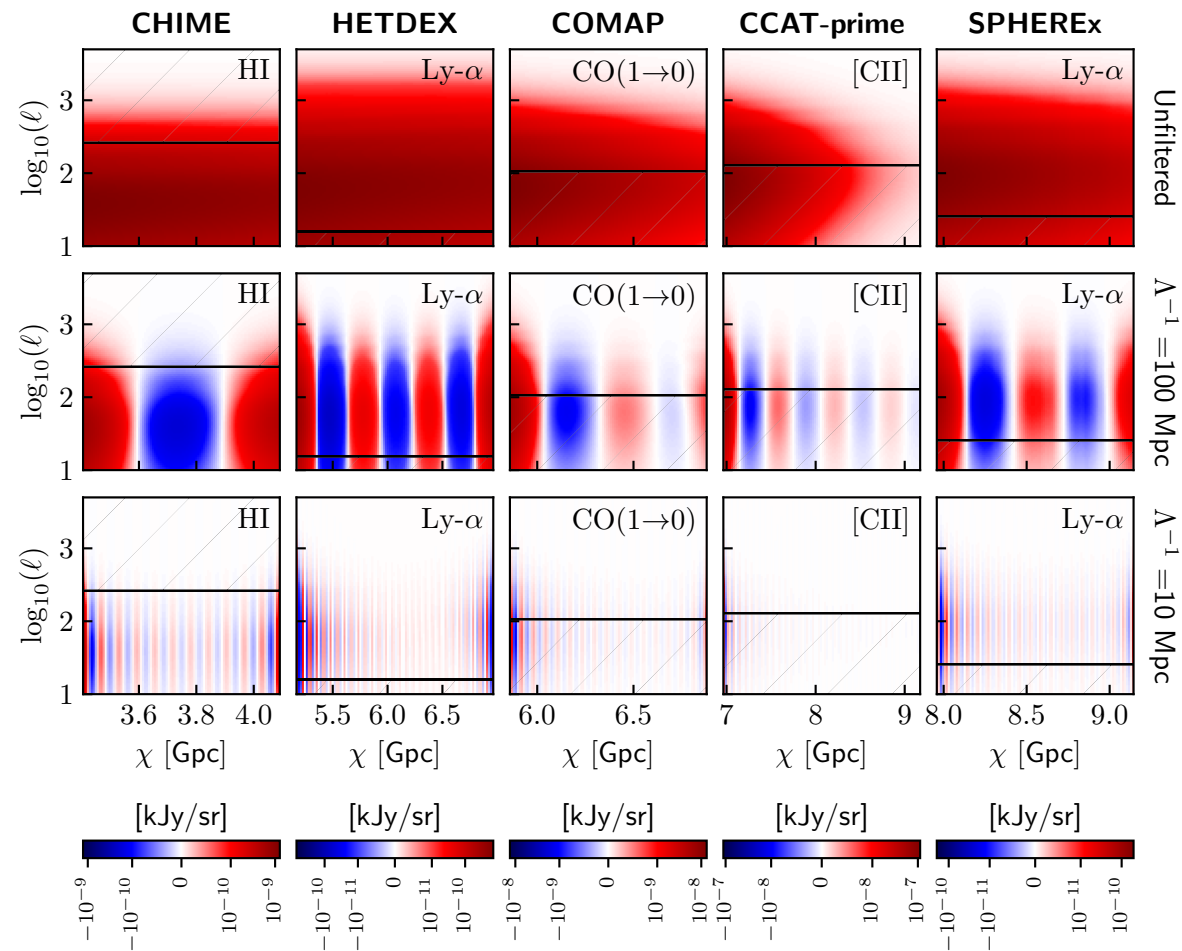 CHIME HETDEX COMAP CCAT-prime SPHEREx
HI Ly-α CO(1→0) [CII] Ly-α
log₁₀(ℓ) 3 2 1
Unfiltered
HI Ly-α CO(1→0) [CII] Ly-α
log₁₀(ℓ) 3 2 1
Λ⁻¹ =100 Mpc
HI Ly-α CO(1→0) [CII] Ly-α
log₁₀(ℓ) 3 2 1
Λ⁻¹ =10 Mpc
3.6 4.0 5.5 6.0 6.5 6.0 6.5 7 8 9 8.0 8.5 9.0
χ [Gpc] χ [Gpc] χ [Gpc] χ [Gpc] χ [Gpc]
[kJy/sr] [kJy/sr] [kJy/sr] [kJy/sr] [kJy/sr]
−10⁻⁹ −10⁻¹⁰ 0 10⁻¹⁰ 10⁻⁹ −10⁻¹⁰ −10⁻¹¹ 0 10⁻¹¹ 10⁻¹⁰ −10⁻⁸ −10⁻⁹ 0 10⁻⁹ 10⁻⁸ −10⁻⁷ −10⁻⁸ 0 10⁻⁸ 10⁻⁷ −10⁻¹⁰ −10⁻¹¹ 0 10⁻¹¹ 10⁻¹⁰